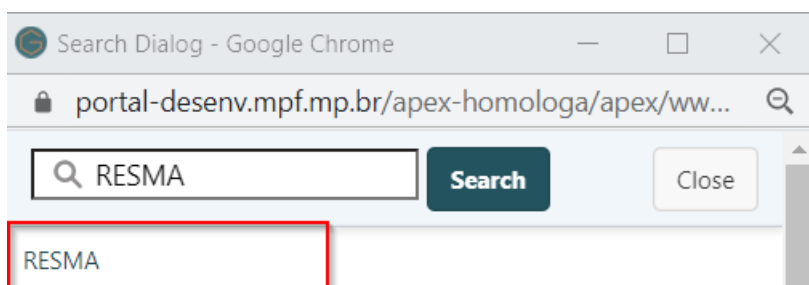 Search Dialog - Google Chrome
portal-desenv.mpf.mp.br/apex-homologa/apex/ww...
RESMA Search Close
RESMA